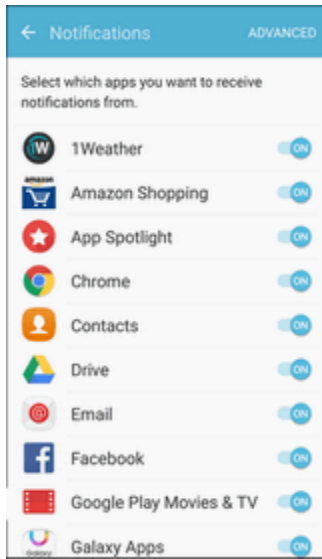 Notifications ADVANCED
Select which apps you want to receive
notifications from.
1W 1Weather ON
amazon Amazon Shopping ON
App Spotlight ON
Chrome ON
Contacts ON
Drive ON
@ Email ON
f Facebook ON
Google Play Movies & TV ON
Galaxy Apps ON